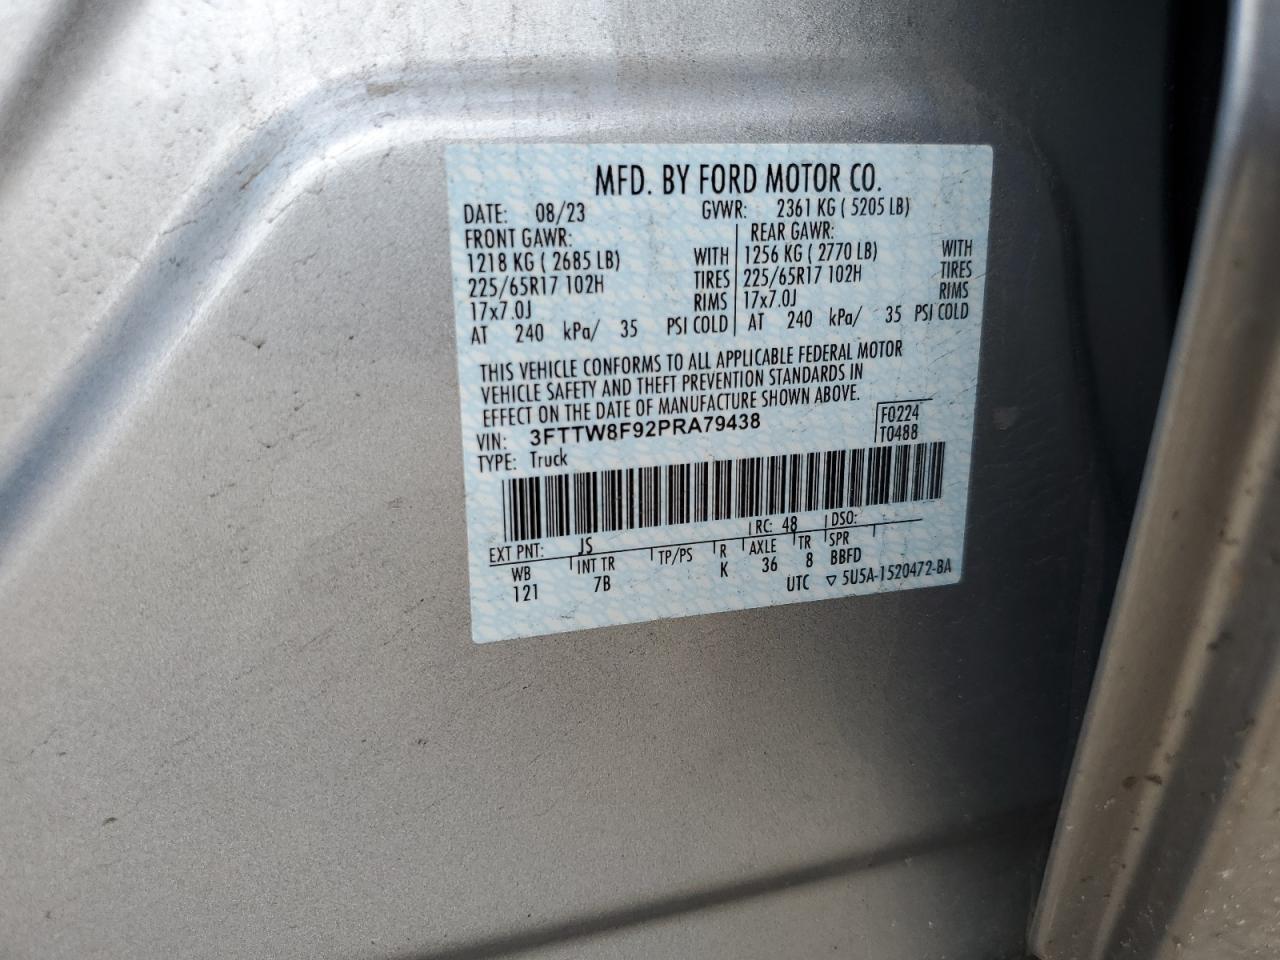 MFD. BY FORD MOTOR CO.
DATE: 08/23 GVWR: 2361 KG ( 5205 LB)
FRONT GAWR: REAR GAWR:
1218 KG ( 2685 LB) WITH 1256 KG ( 2770 LB) WITH
225/65R17 102H TIRES 225/65R17 102H TIRES
17x7.0J RIMS 17x7.0J RIMS
AT 240 kPa/ 35 PSI COLD AT 240 kPa/ 35 PSI COLD
THIS VEHICLE CONFORMS TO ALL APPLICABLE FEDERAL MOTOR
VEHICLE SAFETY AND THEFT PREVENTION STANDARDS IN
EFFECT ON THE DATE OF MANUFACTURE SHOWN ABOVE.
VIN: 3FTTW8F92PRA79438 F0224
TYPE: Truck T0488
EXT PNT: JS RC: 48 DSO:
WB INT TR TP/PS R AXLE TR SPR
121 7B K 36 8 BBFD
UTC ▽ 5U5A-1520472-BA